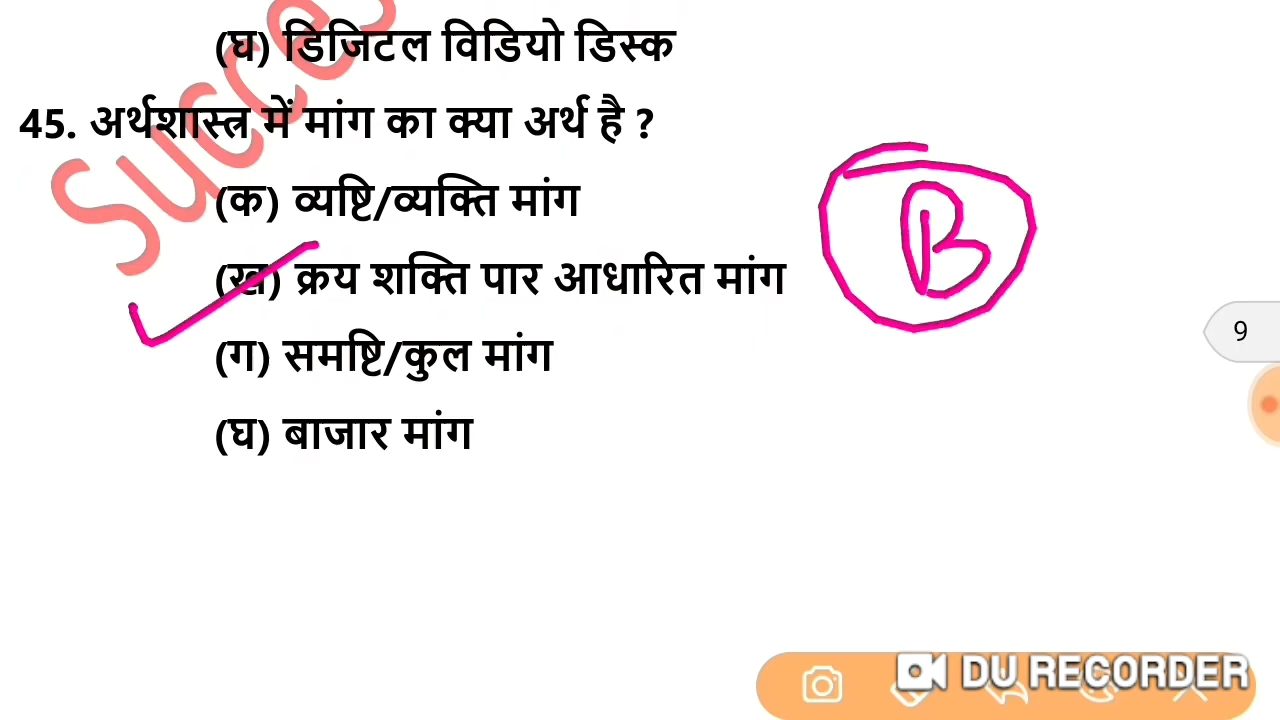 (घ) डिजिटल विडियो डिस्क
45. अर्थशास्त्र में मांग का क्या अर्थ है ?
(क) व्यष्टि/व्यक्ति मांग
(ख) क्रय शक्ति पार आधारित मांग
B
(ग) समष्टि/कुल मांग
(घ) बाजार मांग
9
DU RECORDER